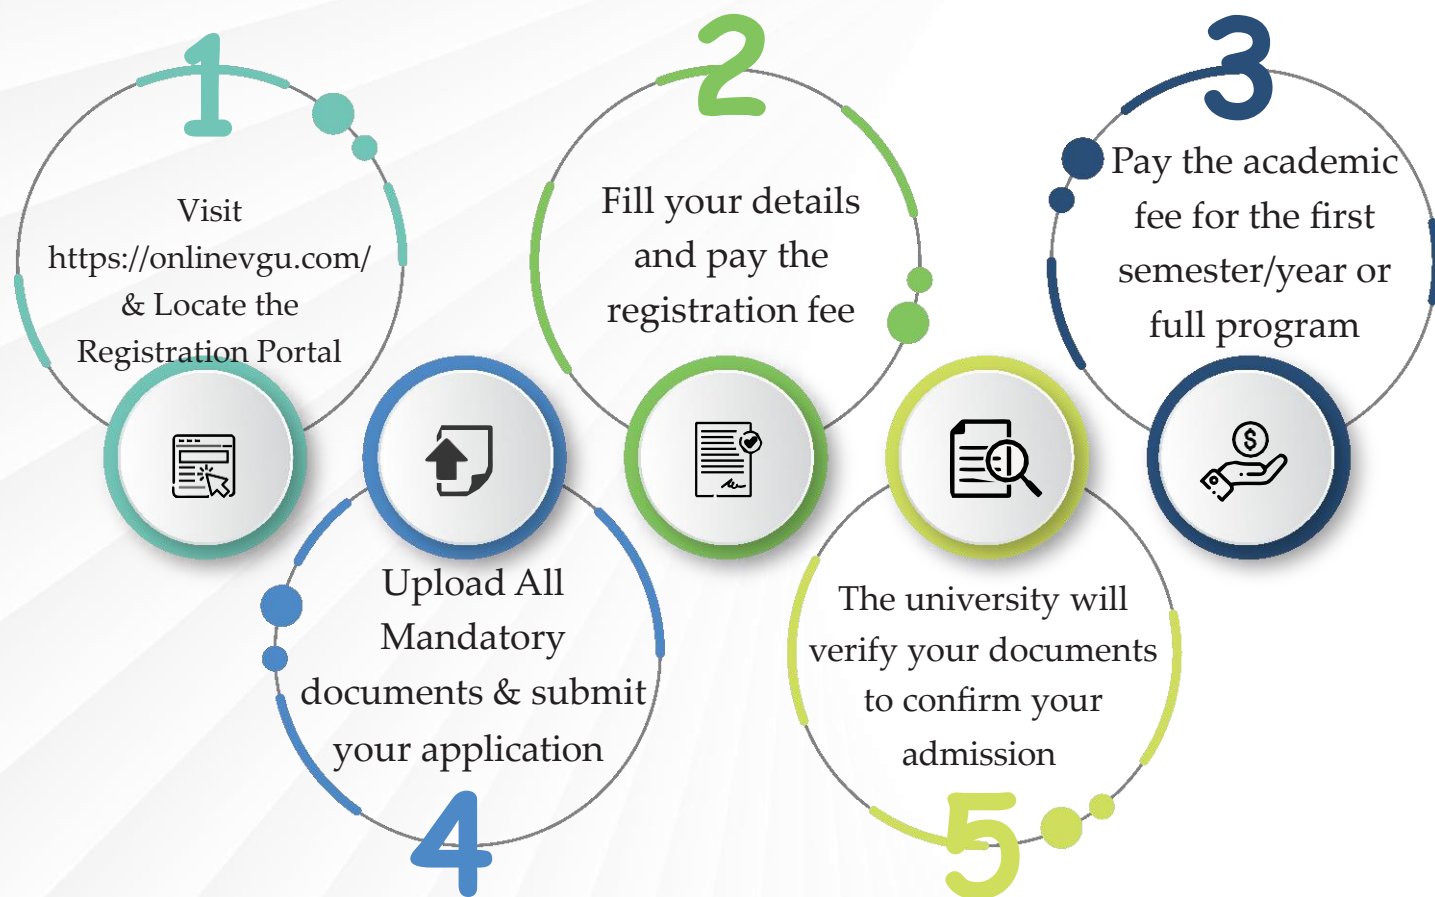 1
Visit
https://onlinevgu.com/
& Locate the
Registration Portal
2
Fill your details
and pay the
registration fee
3
Pay the academic
fee for the first
semester/year or
full program
$
4
Upload All
Mandatory
documents & submit
your application
5
The university will
verify your documents
to confirm your
admission